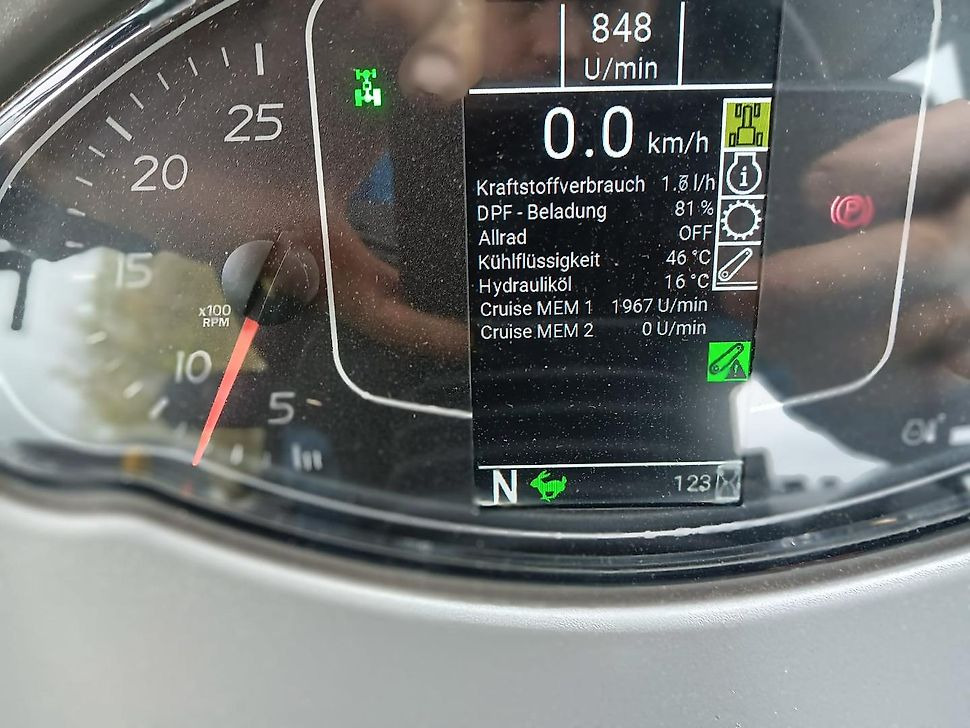 848
U/min
25
0.0 km/h
20
Kraftstoffverbrauch l/h
DPF - Beladung 81 %
Allrad OFF
15
Kühlflüssigkeit 46 °C
Hydrauliköl 16 °C
x100
RPM
Cruise MEM 1 1967 U/min
Cruise MEM 2 0 U/min
10
5
N 123
i
P